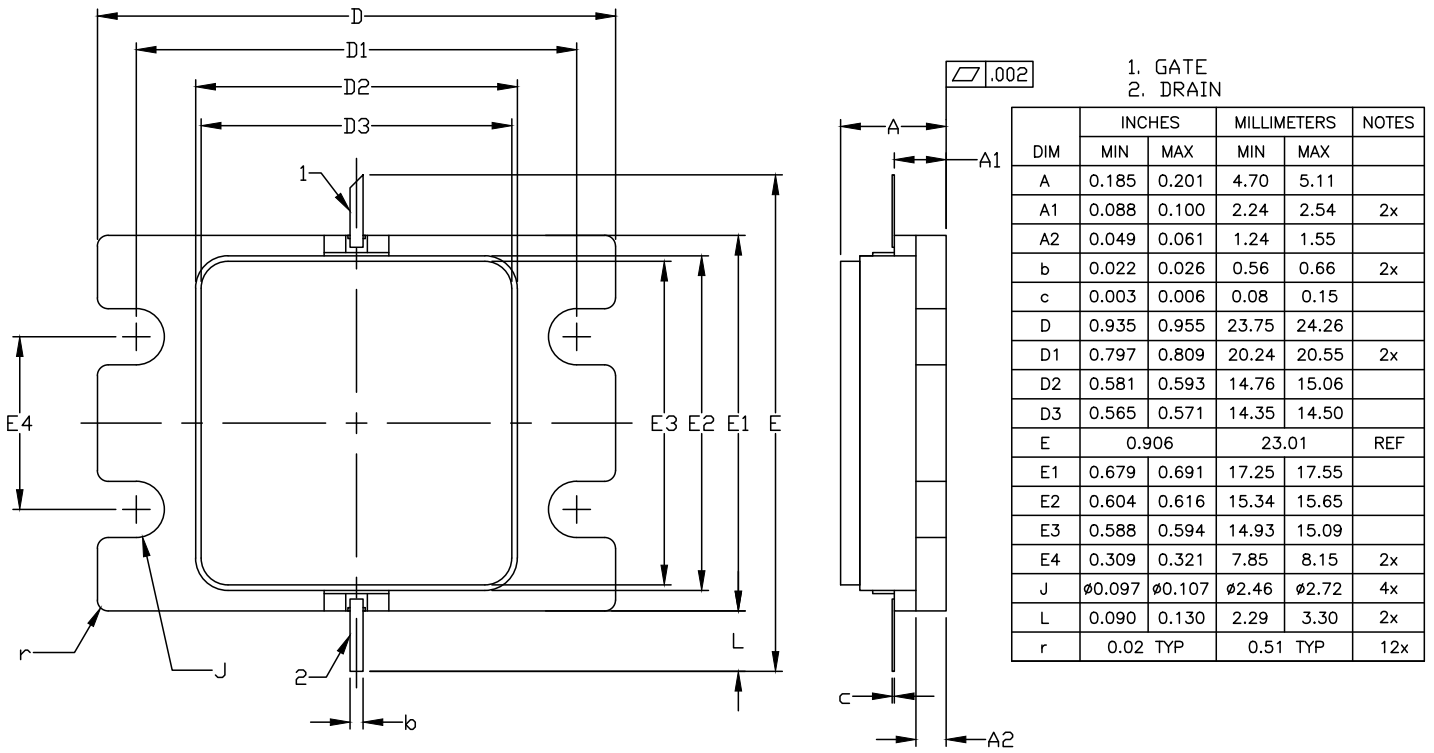 D
D1
D2
D3
1
E4
E3 E2 E1 E
r
J
2
L
b
.002
A
A1
c
A2
1. GATE
2. DRAIN
INCHES MILLIMETERS NOTES
DIM MIN MAX MIN MAX
A 0.185 0.201 4.70 5.11
A1 0.088 0.100 2.24 2.54 2x
A2 0.049 0.061 1.24 1.55
b 0.022 0.026 0.56 0.66 2x
c 0.003 0.006 0.08 0.15
D 0.935 0.955 23.75 24.26
D1 0.797 0.809 20.24 20.55 2x
D2 0.581 0.593 14.76 15.06
D3 0.565 0.571 14.35 14.50
E 0.906 23.01 REF
E1 0.679 0.691 17.25 17.55
E2 0.604 0.616 15.34 15.65
E3 0.588 0.594 14.93 15.09
E4 0.309 0.321 7.85 8.15 2x
J ø0.097 ø0.107 ø2.46 ø2.72 4x
L 0.090 0.130 2.29 3.30 2x
r 0.02 TYP 0.51 TYP 12x